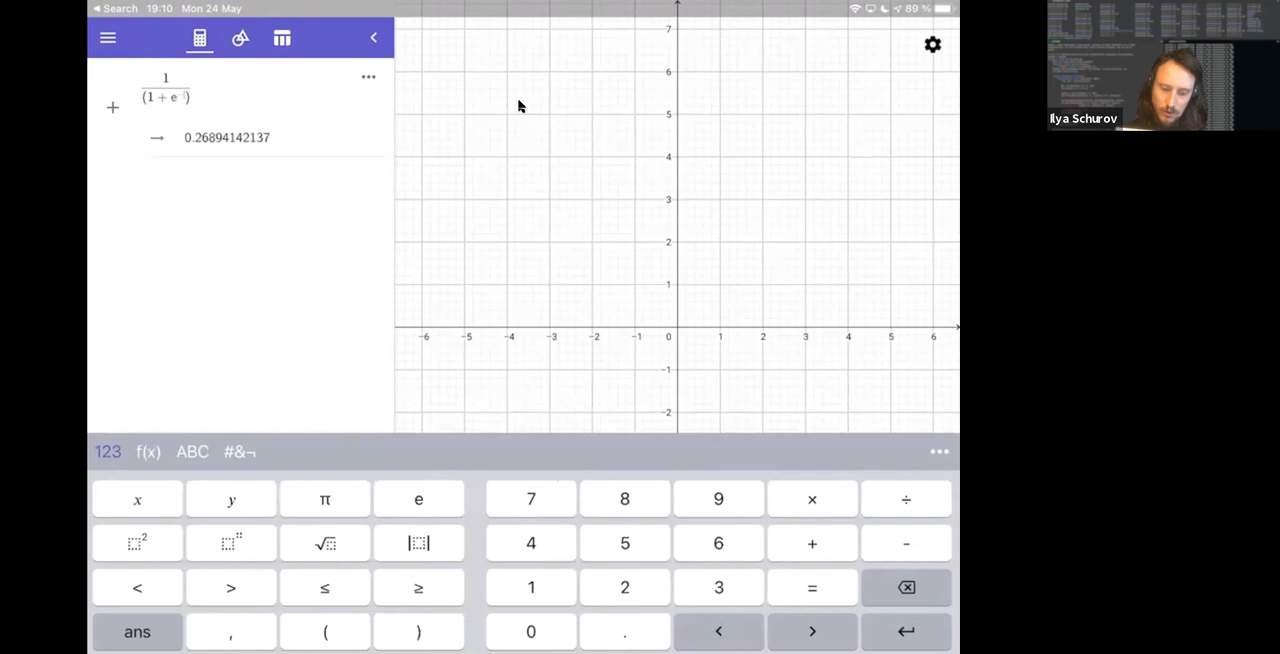 Search 19:10 Mon 24 May 89 %
1
(1 + e⁻)
→ 0.26894142137
7
6
5
4
3
2
1
-6 -5 -4 -3 -2 -1 0 1 2 3 4 5 6
-1
-2
123 f(x) ABC #&¬
x y π e 7 8 9 × ÷
√ 4 5 6 + -
< > ≤ ≥ 1 2 3 =
ans , ( ) 0 . < >
Ilya Schurov